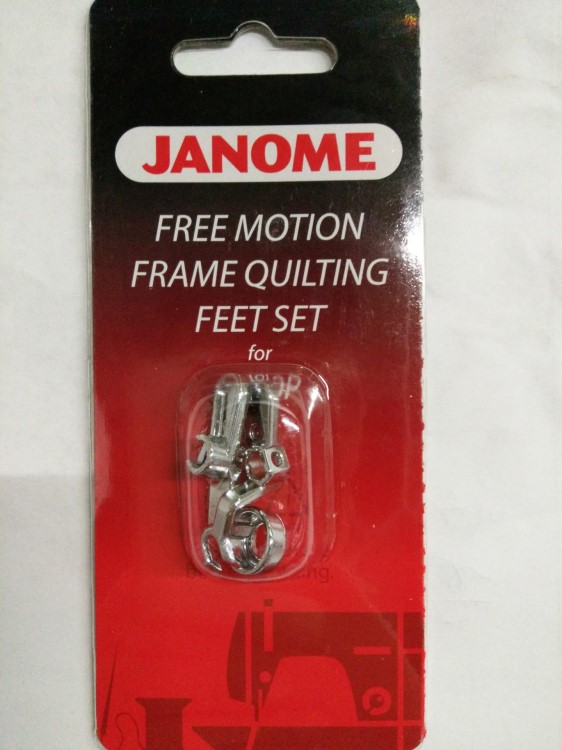 JANOME
FREE MOTION
FRAME QUILTING
FEET SET
for